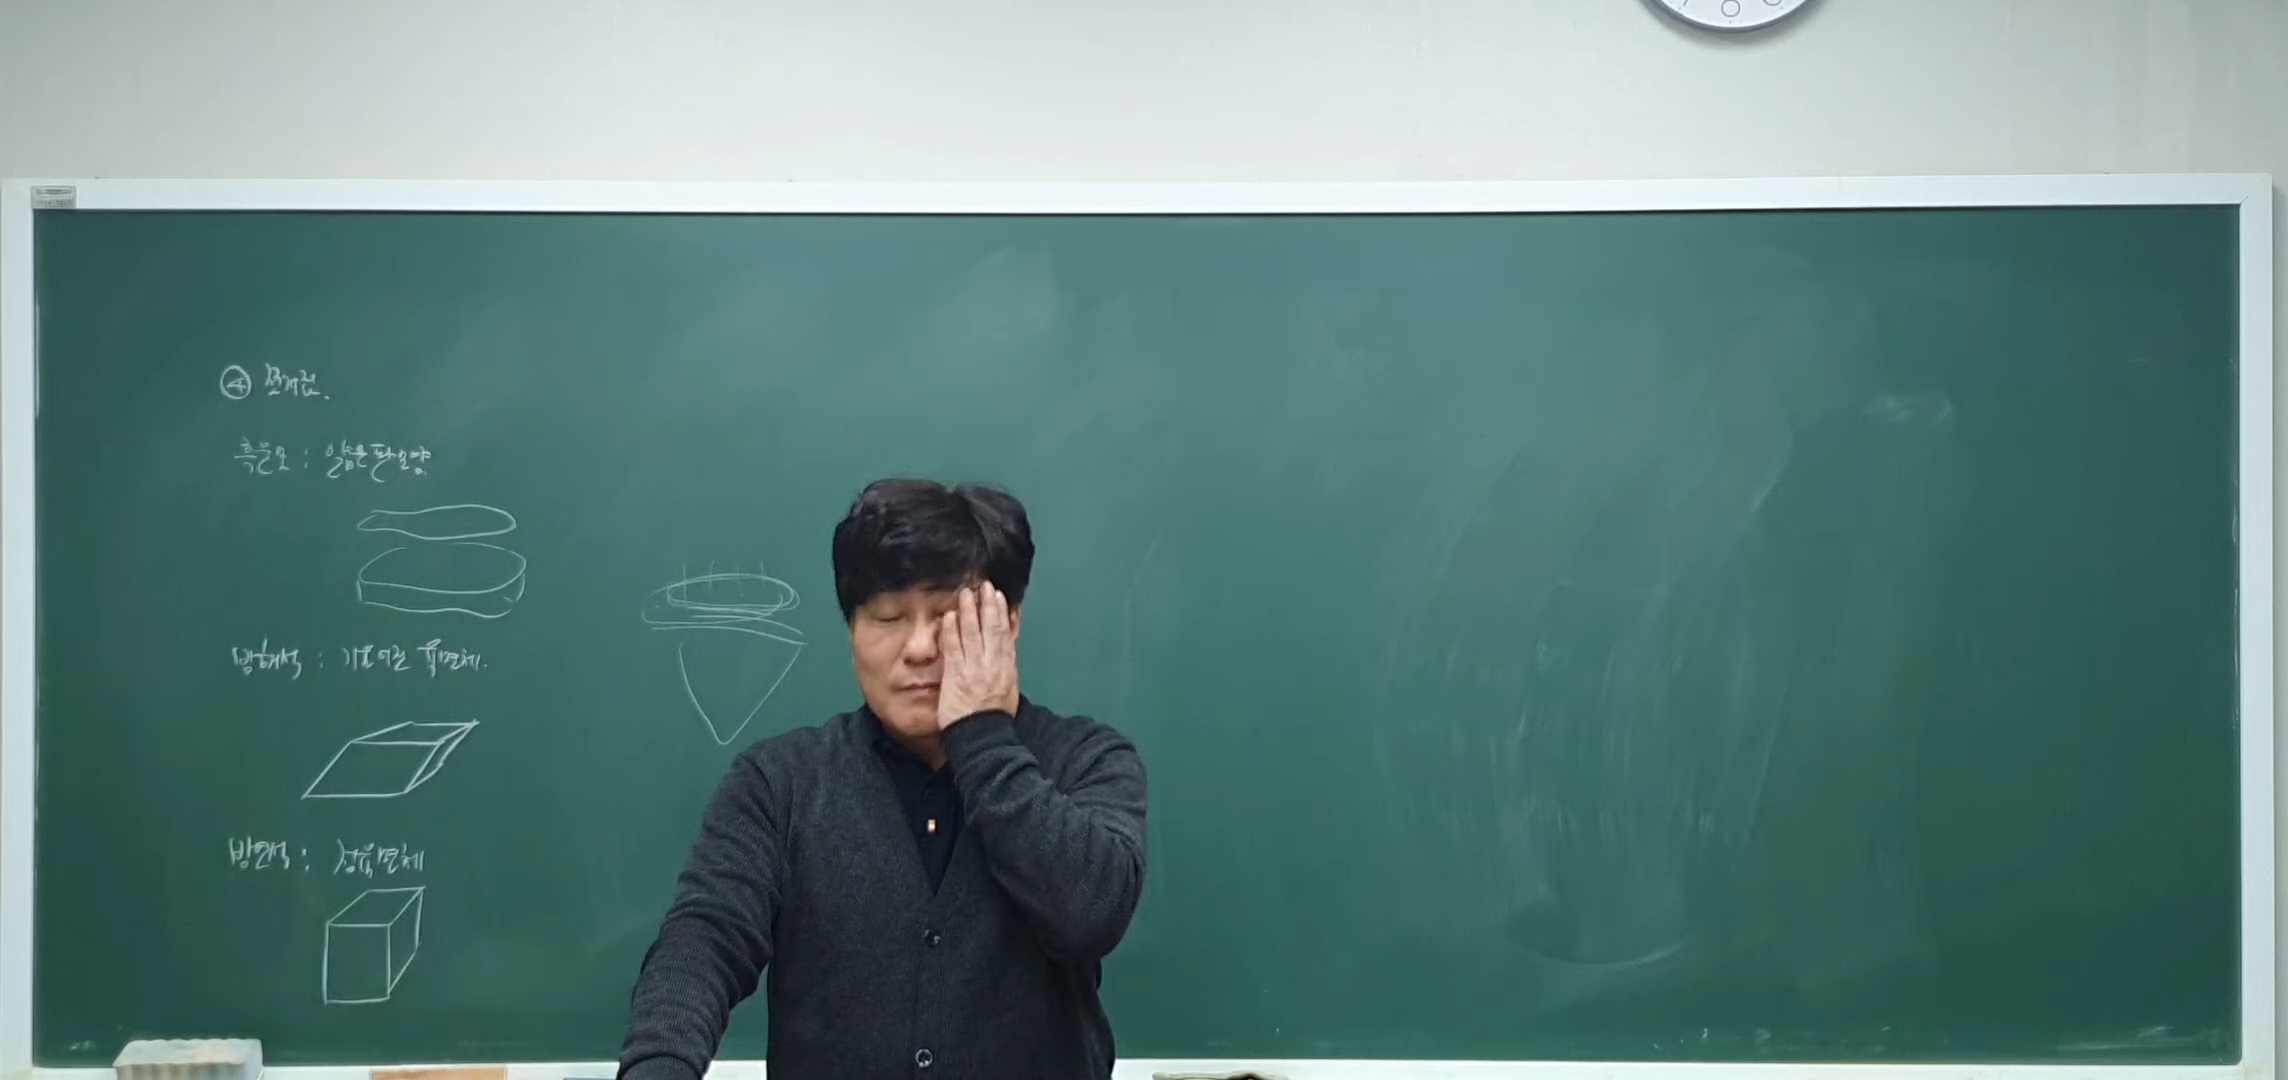 ④ 쪼개짐.
흑운모 : 얇은 판 모양
방해석 : 기울어진 육면체.
방연석 : 정육면체